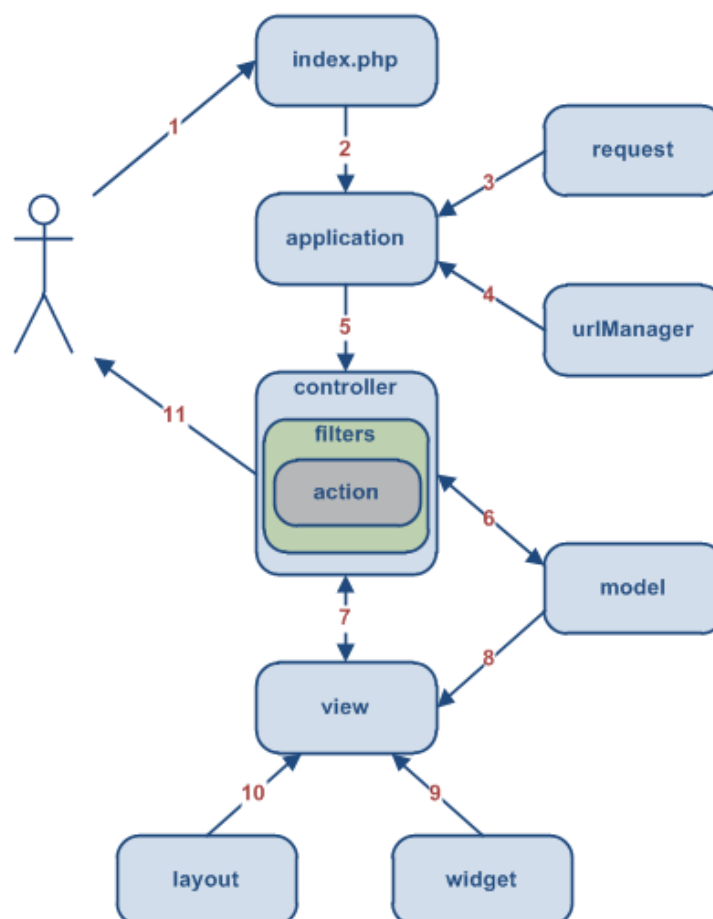 index.php
1
2
request
3
application
4
5
urlManager
controller
11
filters
action
6
model
7
8
view
10
9
layout
widget